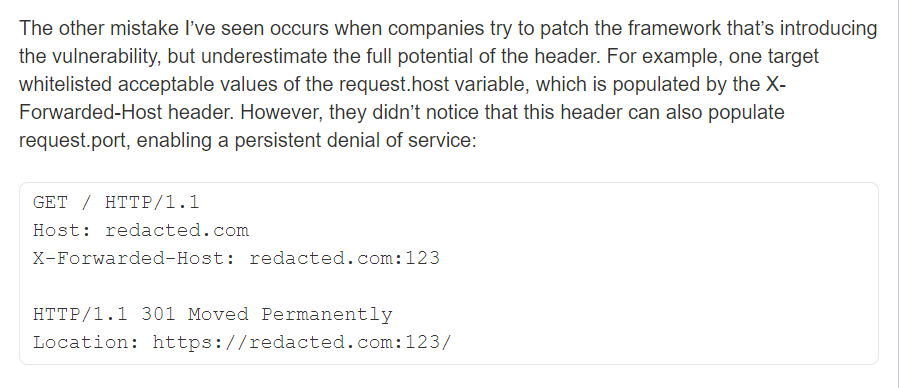 The other mistake I’ve seen occurs when companies try to patch the framework that’s introducing
the vulnerability, but underestimate the full potential of the header. For example, one target
whitelisted acceptable values of the request.host variable, which is populated by the X-
Forwarded-Host header. However, they didn’t notice that this header can also populate
request.port, enabling a persistent denial of service:
GET / HTTP/1.1
Host: redacted.com
X-Forwarded-Host: redacted.com:123
HTTP/1.1 301 Moved Permanently
Location: https://redacted.com:123/